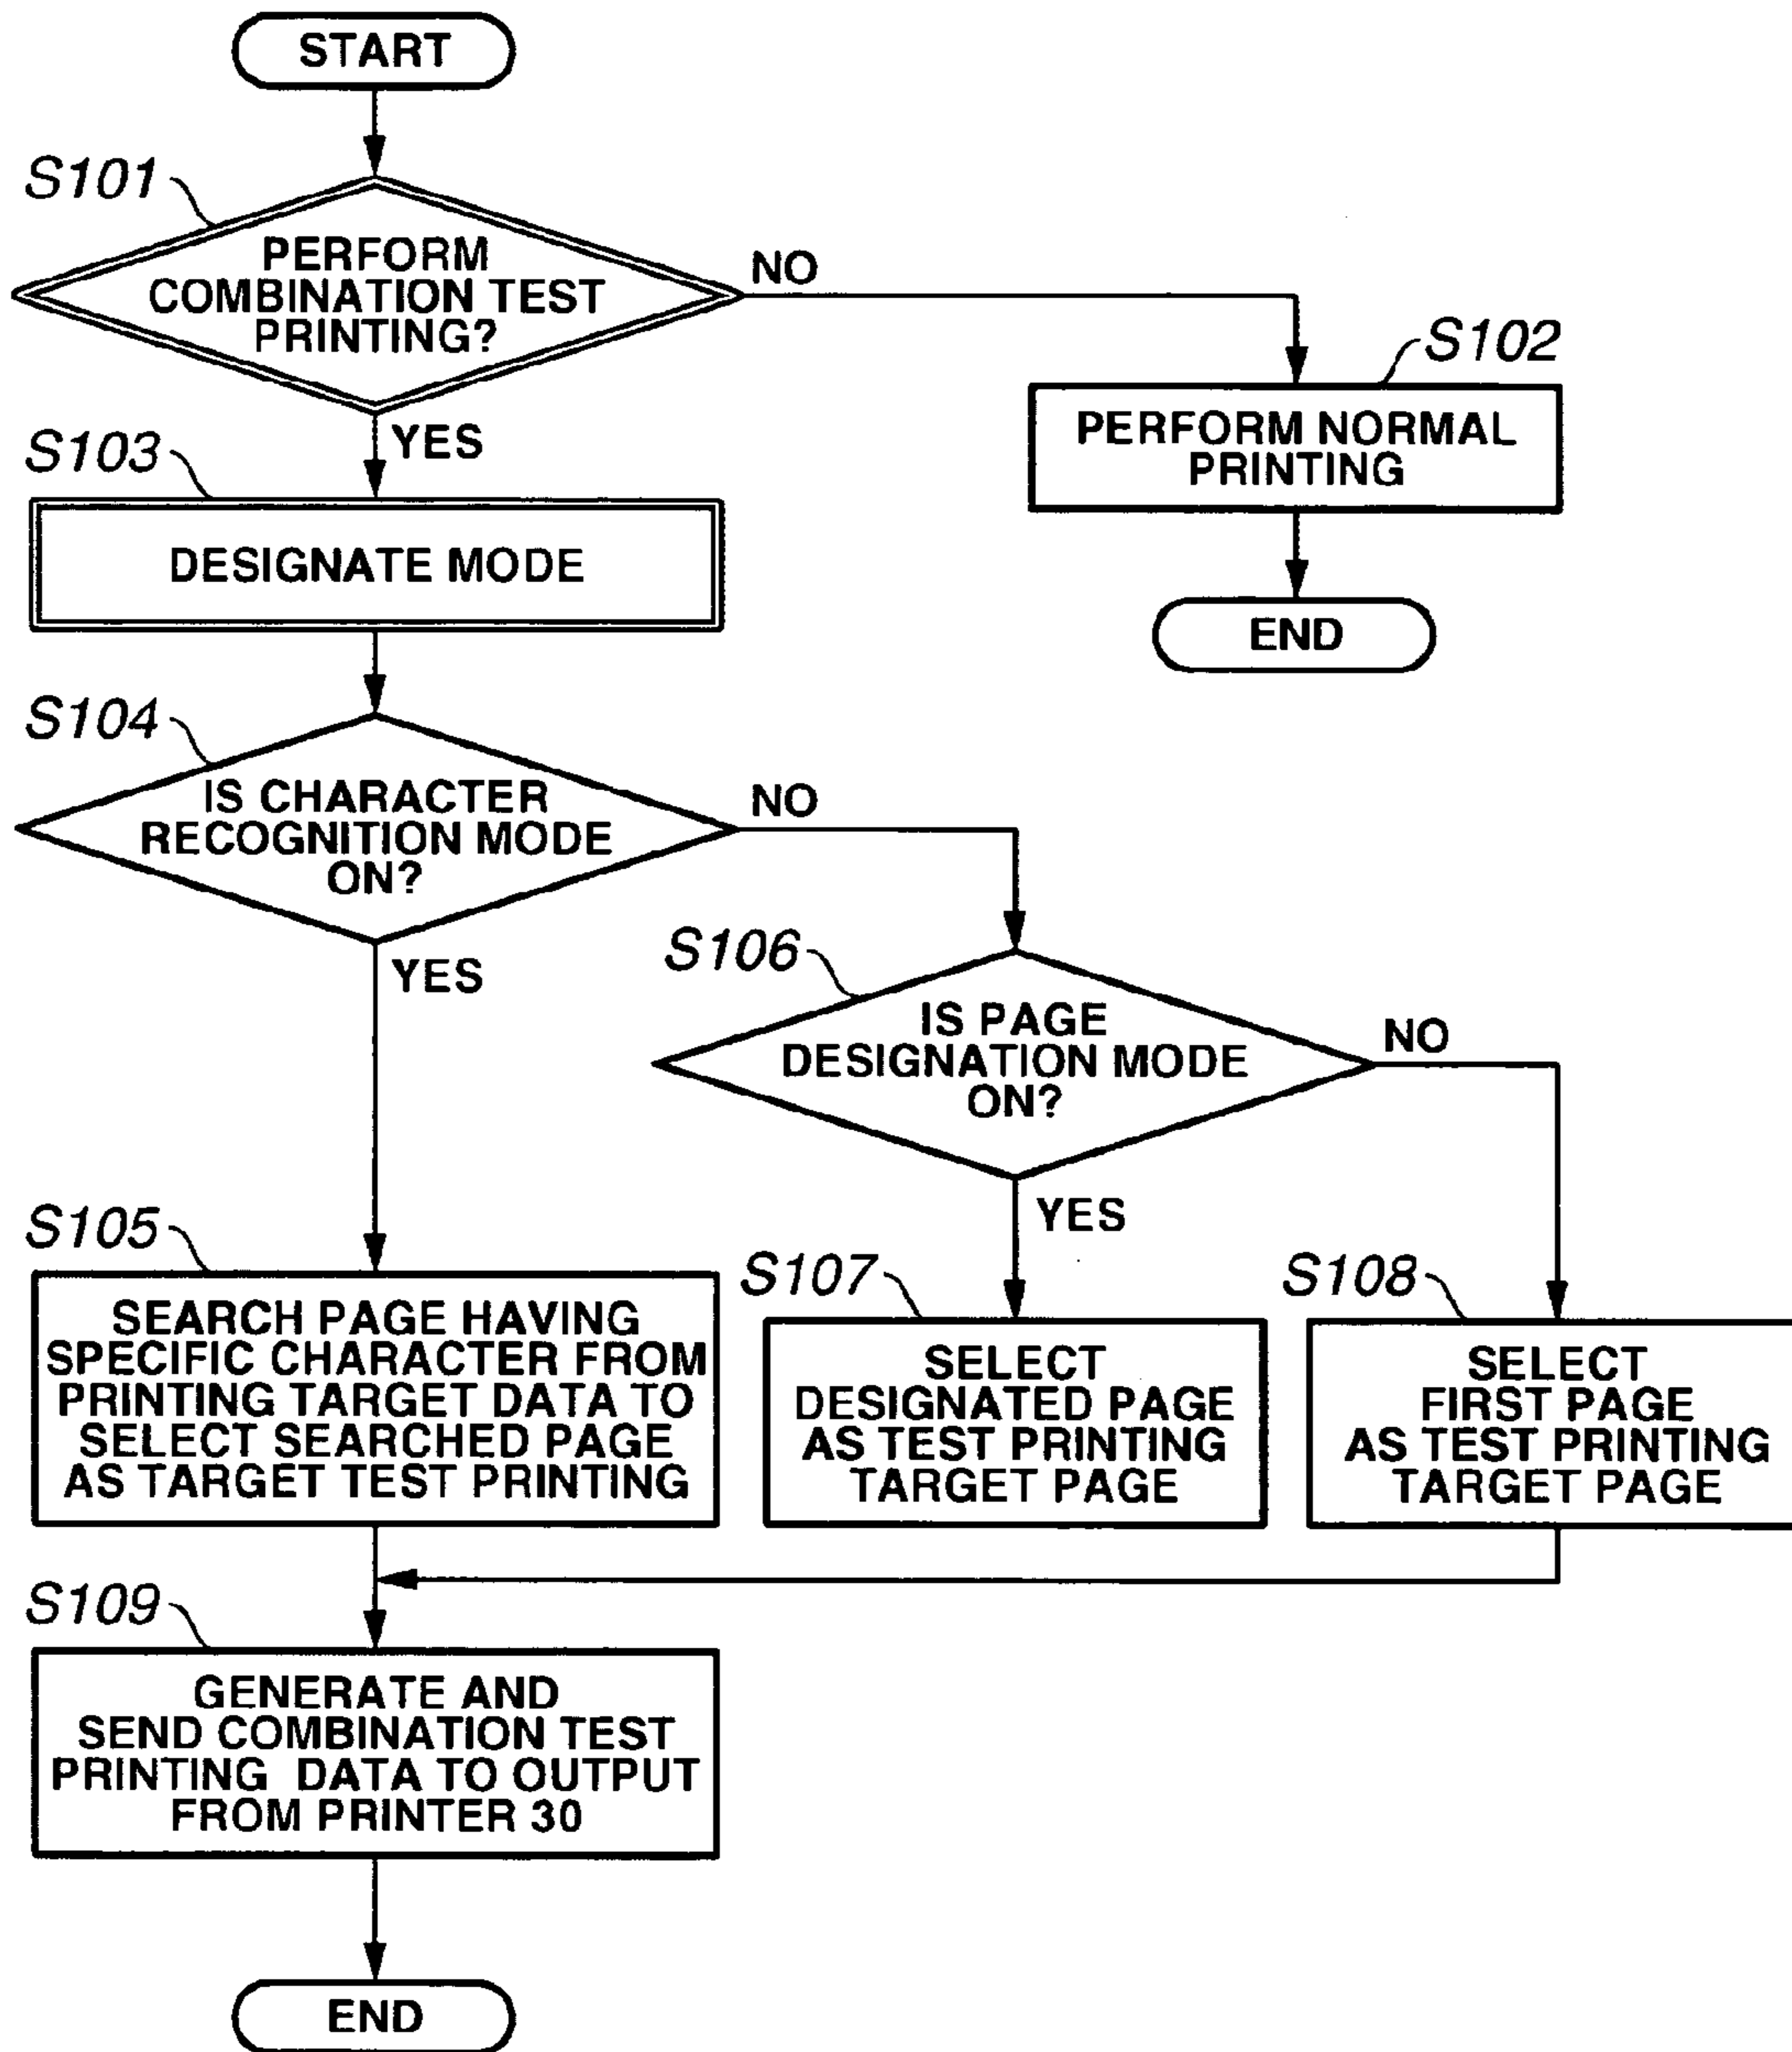 START
S101
PERFORM
COMBINATION TEST
PRINTING?
NO
S102
PERFORM NORMAL
PRINTING
END
YES
S103
DESIGNATE MODE
S104
IS CHARACTER
RECOGNITION MODE
ON?
NO
YES
S106
IS PAGE
DESIGNATION MODE
ON?
NO
YES
S105
SEARCH PAGE HAVING
SPECIFIC CHARACTER FROM
PRINTING TARGET DATA TO
SELECT SEARCHED PAGE
AS TARGET TEST PRINTING
S107
SELECT
DESIGNATED PAGE
AS TEST PRINTING
TARGET PAGE
S108
SELECT
FIRST PAGE
AS TEST PRINTING
TARGET PAGE
S109
GENERATE AND
SEND COMBINATION TEST
PRINTING DATA TO OUTPUT
FROM PRINTER 30
END